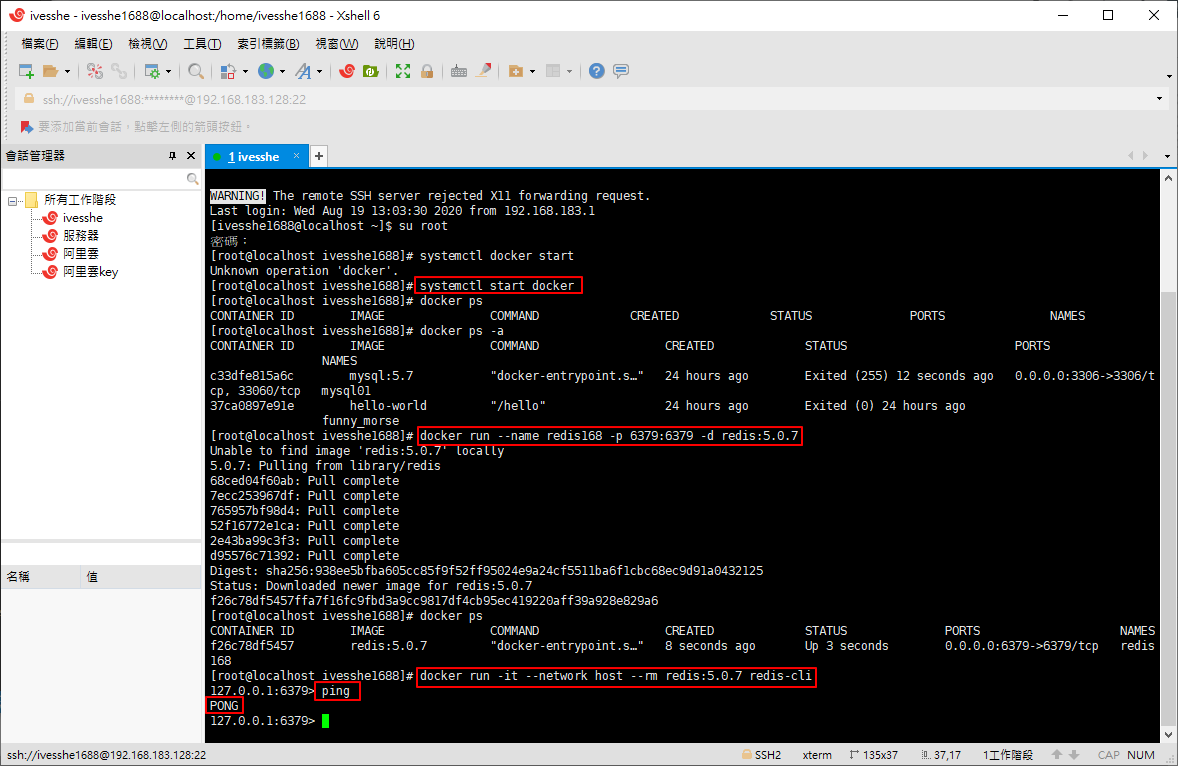 ivesshe - ivesshe1688@localhost:/home/ivesshe1688 - Xshell 6
檔案(F) 編輯(E) 檢視(V) 工具(T) 索引標籤(B) 視窗(W) 說明(H)
ssh://ivesshe1688:********@192.168.183.128:22
要添加當前會話，點擊左側的箭頭按鈕。
會話管理器
所有工作階段
ivesshe
服務器
阿里雲
阿里雲key
名稱 值
1 ivesshe
WARNING! The remote SSH server rejected X11 forwarding request.
Last login: Wed Aug 19 13:03:30 2020 from 192.168.183.1
[ivesshe1688@localhost ~]$ su root
密碼：
[root@localhost ivesshe1688]# systemctl docker start
Unknown operation 'docker'.
[root@localhost ivesshe1688]# systemctl start docker
[root@localhost ivesshe1688]# docker ps
CONTAINER ID IMAGE COMMAND CREATED STATUS PORTS NAMES
[root@localhost ivesshe1688]# docker ps -a
CONTAINER ID IMAGE COMMAND CREATED STATUS PORTS
NAMES
c33dfe815a6c mysql:5.7 "docker-entrypoint.s…" 24 hours ago Exited (255) 12 seconds ago 0.0.0.0:3306->3306/t
cp, 33060/tcp mysql01
37ca0897e91e hello-world "/hello" 24 hours ago Exited (0) 24 hours ago
funny_morse
[root@localhost ivesshe1688]# docker run --name redis168 -p 6379:6379 -d redis:5.0.7
Unable to find image 'redis:5.0.7' locally
5.0.7: Pulling from library/redis
68ced04f60ab: Pull complete
7ecc253967df: Pull complete
765957bf98d4: Pull complete
52f16772e1ca: Pull complete
2e43ba99c3f3: Pull complete
d95576c71392: Pull complete
Digest: sha256:938ee5bfba605cc85f9f52ff95024e9a24cf5511ba6f1cbc68ec9d91a0432125
Status: Downloaded newer image for redis:5.0.7
f26c78df5457ffa7f16fc9fbd3a9cc9817df4cb95ec419220aff39a928e829a6
[root@localhost ivesshe1688]# docker ps
CONTAINER ID IMAGE COMMAND CREATED STATUS PORTS NAMES
f26c78df5457 redis:5.0.7 "docker-entrypoint.s…" 8 seconds ago Up 3 seconds 0.0.0.0:6379->6379/tcp redis
168
[root@localhost ivesshe1688]# docker run -it --network host --rm redis:5.0.7 redis-cli
127.0.0.1:6379> ping
PONG
127.0.0.1:6379>
ssh://ivesshe1688@192.168.183.128:22 SSH2 xterm 135x37 37,17 1工作階段 CAP NUM